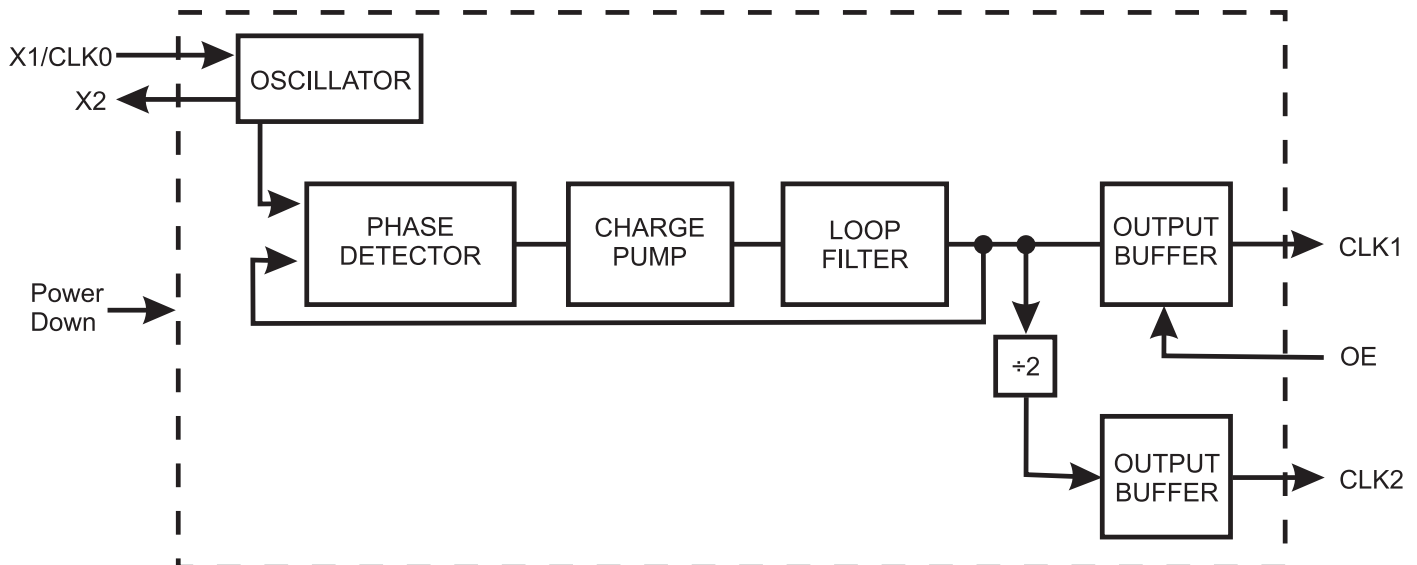 X1/CLK0
X2
OSCILLATOR
PHASE
DETECTOR
CHARGE
PUMP
LOOP
FILTER
OUTPUT
BUFFER
CLK1
Power
Down
OE
÷2
OUTPUT
BUFFER
CLK2